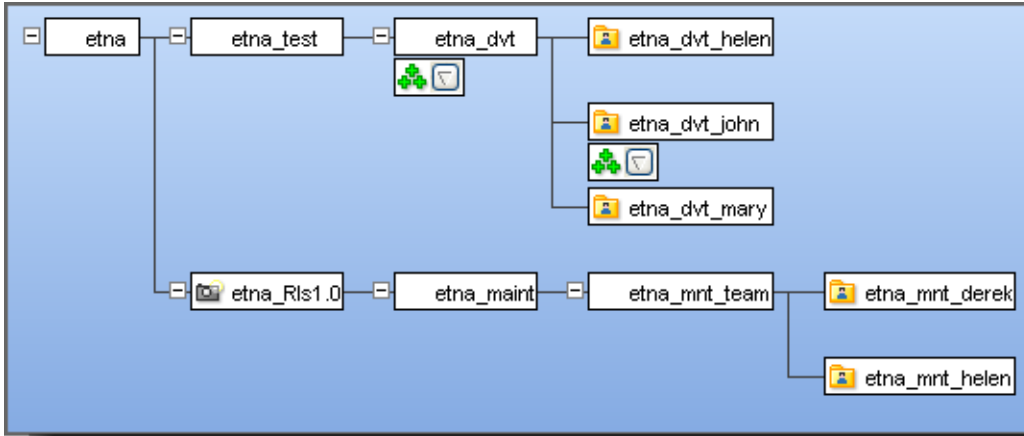 etna
etna_test
etna_dvt
etna_dvt_helen
etna_dvt_john
etna_dvt_mary
etna_Rls1.0
etna_maint
etna_mnt_team
etna_mnt_derek
etna_mnt_helen